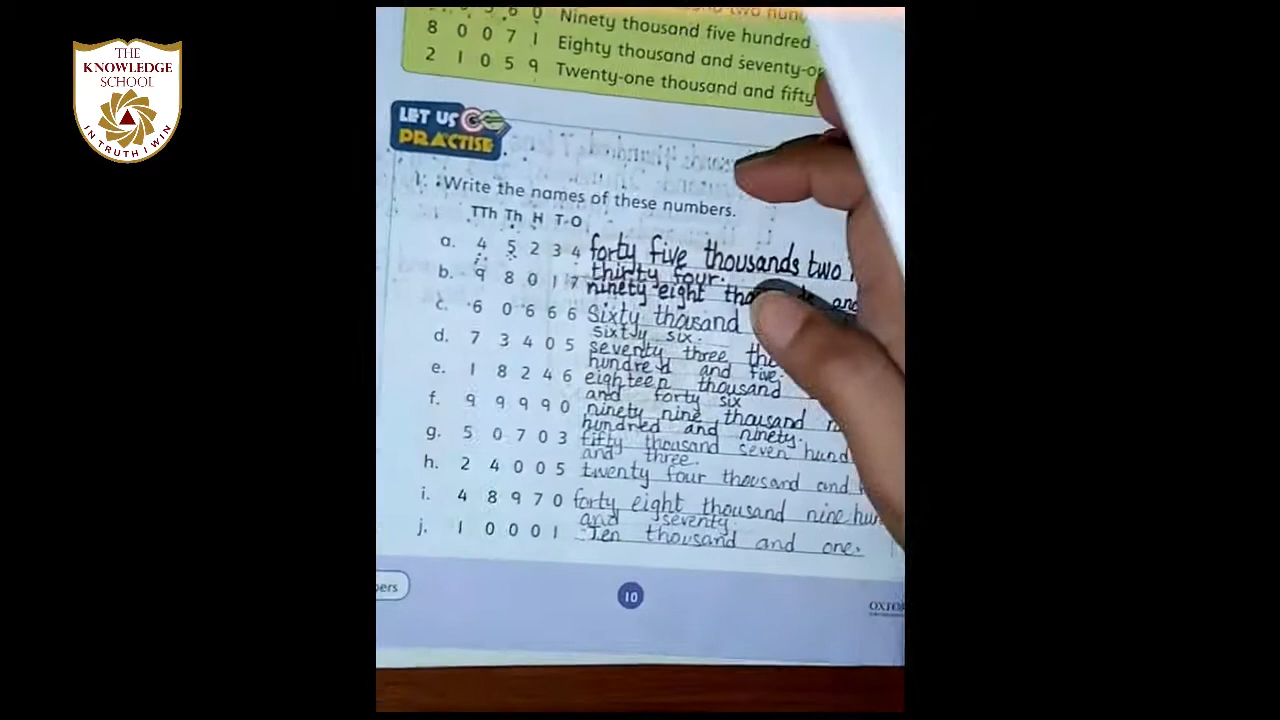 THE
KNOWLEDGE
SCHOOL
IN TRUTH I WIN
6 0 Ninety thousand five hundred
8 0 0 7 1 Eighty thousand and seventy-
2 1 0 5 9 Twenty-one thousand and fifty
LET US
PRACTISE
1. Write the names of these numbers.
TTh Th H T O
a. 4 5 2 3 4 forty five thousands two
thirty four.
b. 9 8 0 1 7 ninety eight
c. 6 0 6 6 6 Sixty thousand
sixty six.
d. 7 3 4 0 5 seventy three
hundred and five.
e. 1 8 2 4 6 eighteen thousand
and forty six
f. 9 9 9 9 0 ninety nine thousand
hundred and ninety.
g. 5 0 7 0 3 fifty thousand seven hund
and three.
h. 2 4 0 0 5 twenty four thousand and
i. 4 8 9 7 0 forty eight thousand nine hun
and seventy
j. 1 0 0 0 1 Ten thousand and one.
bers
10
OXFO